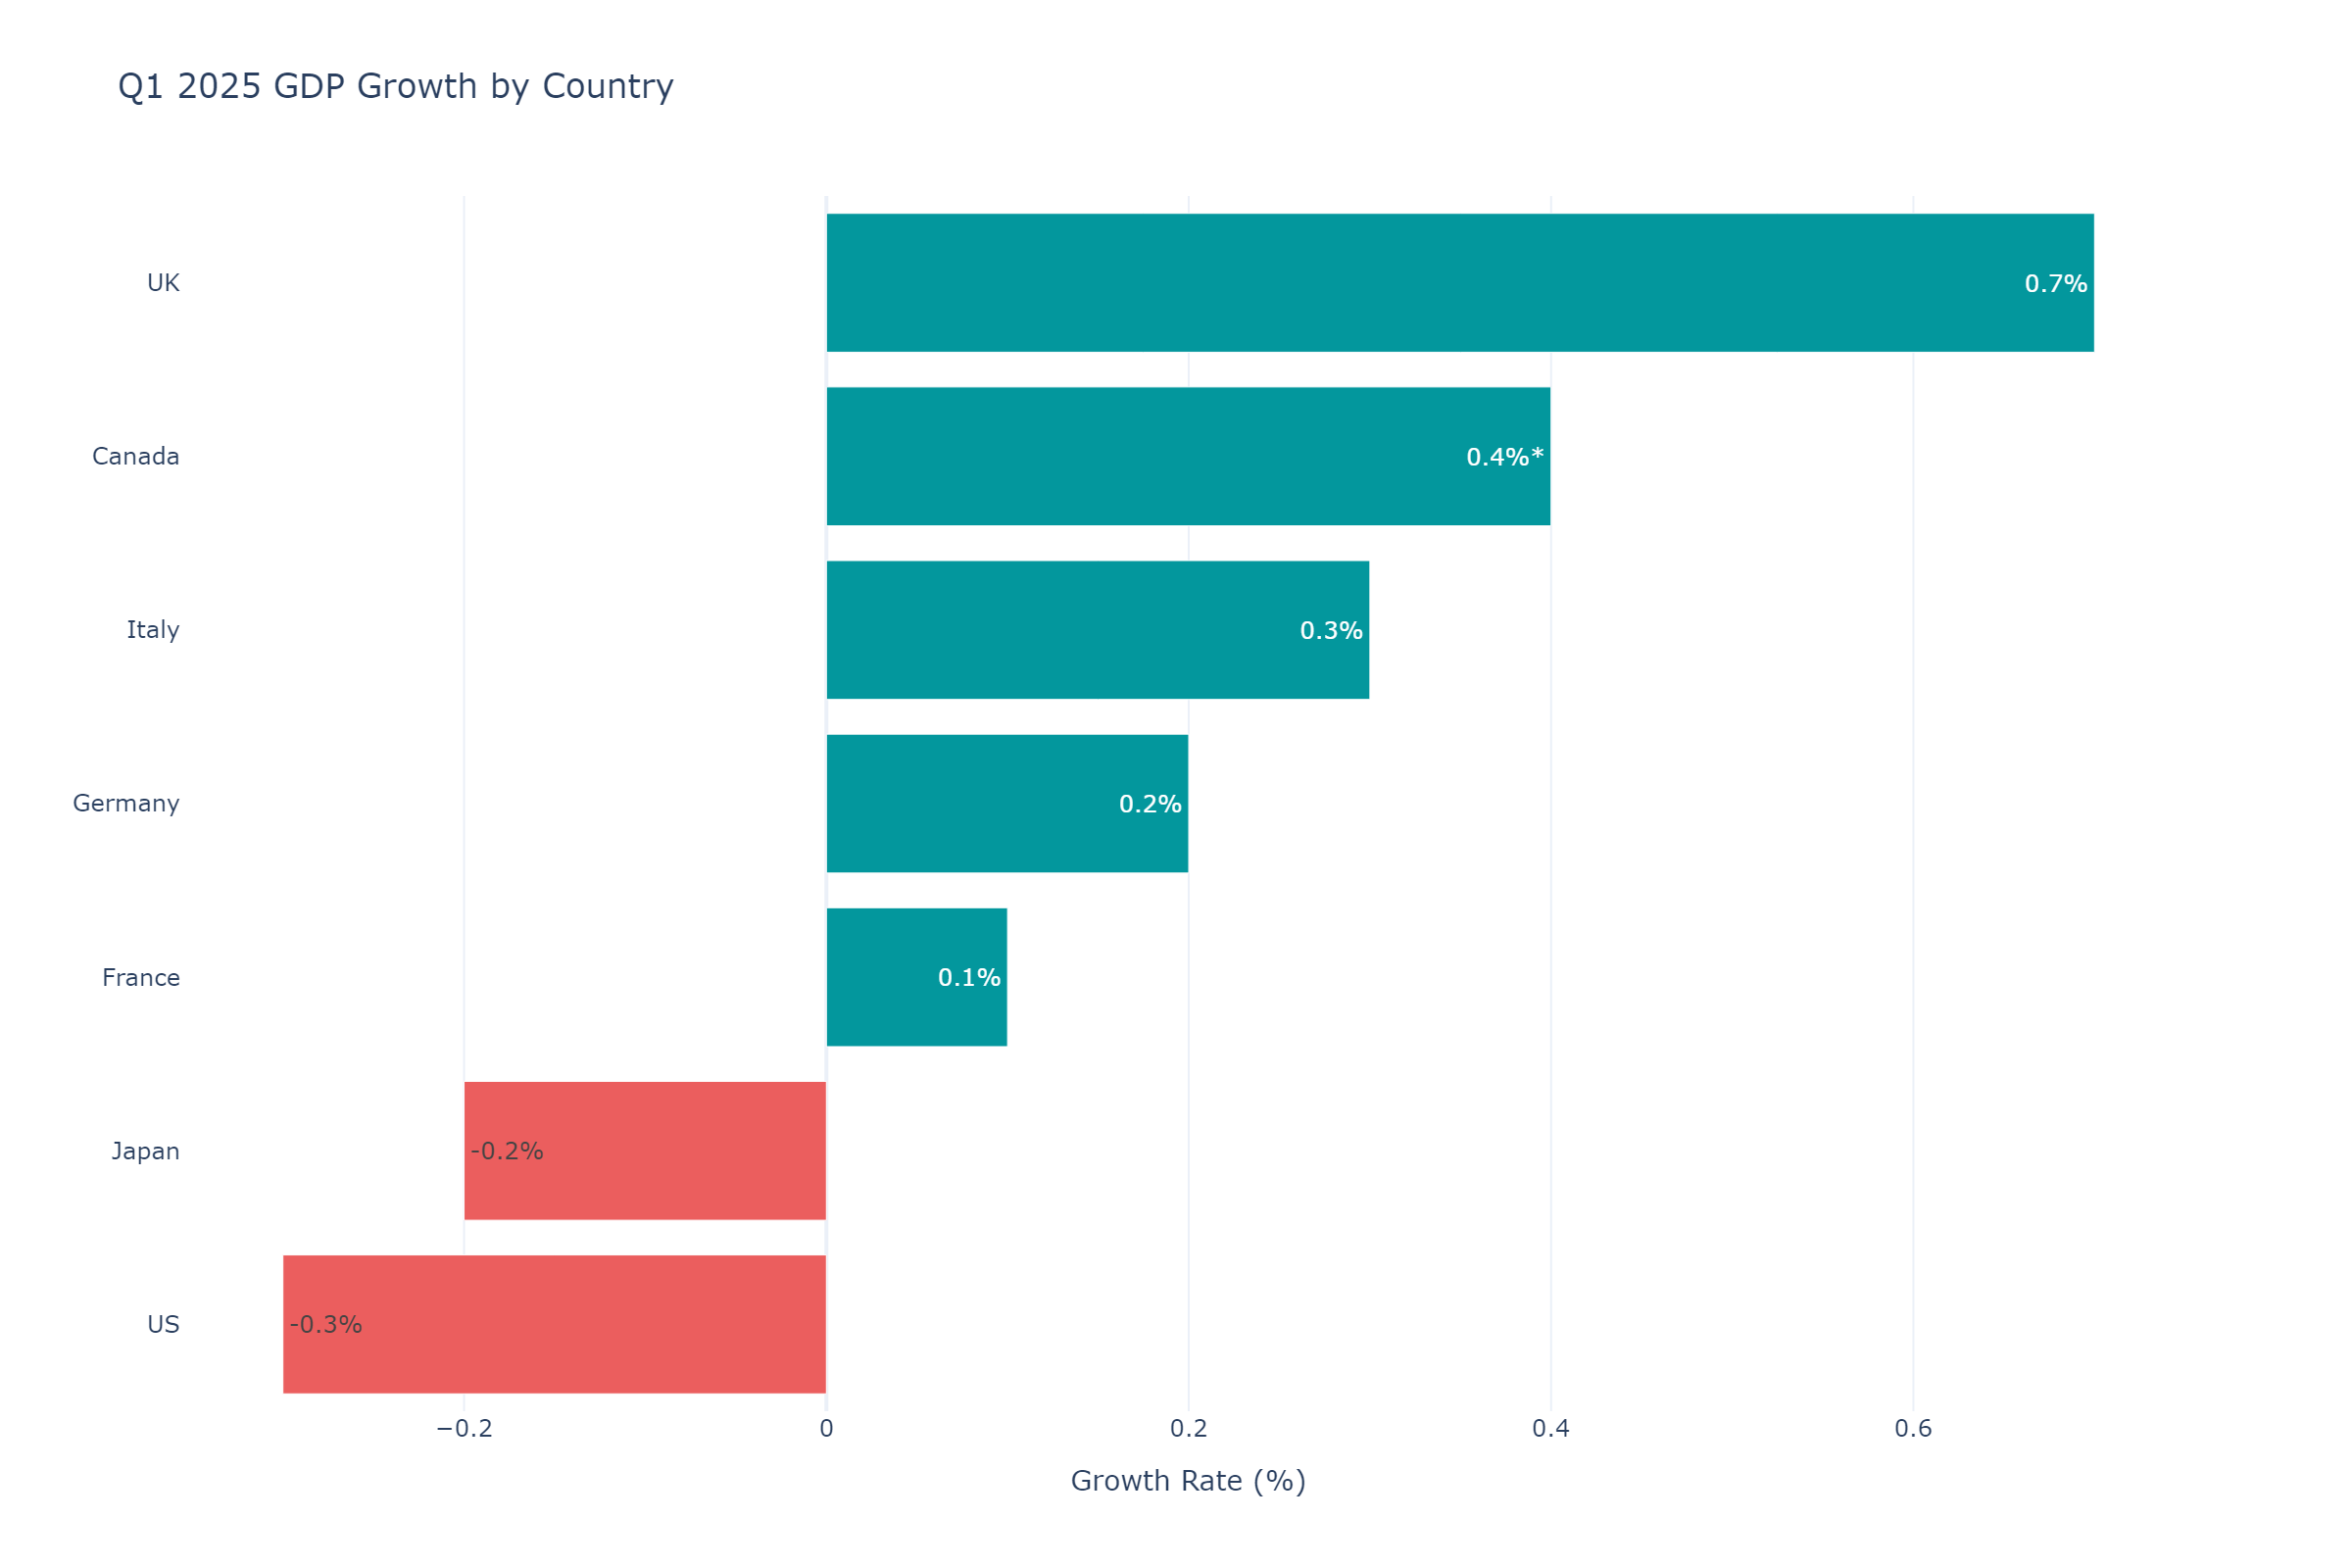 Q1 2025 GDP Growth by Country
UK 0.7%
Canada 0.4%*
Italy 0.3%
Germany 0.2%
France 0.1%
Japan -0.2%
US -0.3%
−0.2 0 0.2 0.4 0.6
Growth Rate (%)